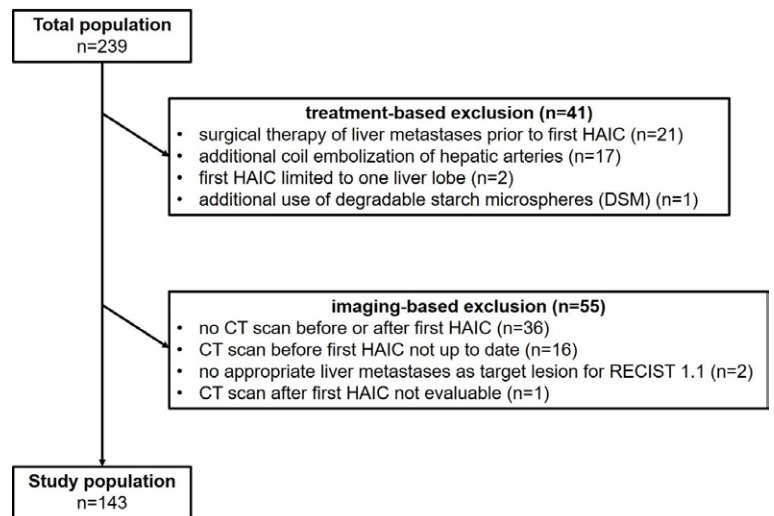 Total population
n=239
treatment-based exclusion (n=41)
• surgical therapy of liver metastases prior to first HAIC (n=21)
• additional coil embolization of hepatic arteries (n=17)
• first HAIC limited to one liver lobe (n=2)
• additional use of degradable starch microspheres (DSM) (n=1)
imaging-based exclusion (n=55)
• no CT scan before or after first HAIC (n=36)
• CT scan before first HAIC not up to date (n=16)
• no appropriate liver metastases as target lesion for RECIST 1.1 (n=2)
• CT scan after first HAIC not evaluable (n=1)
Study population
n=143